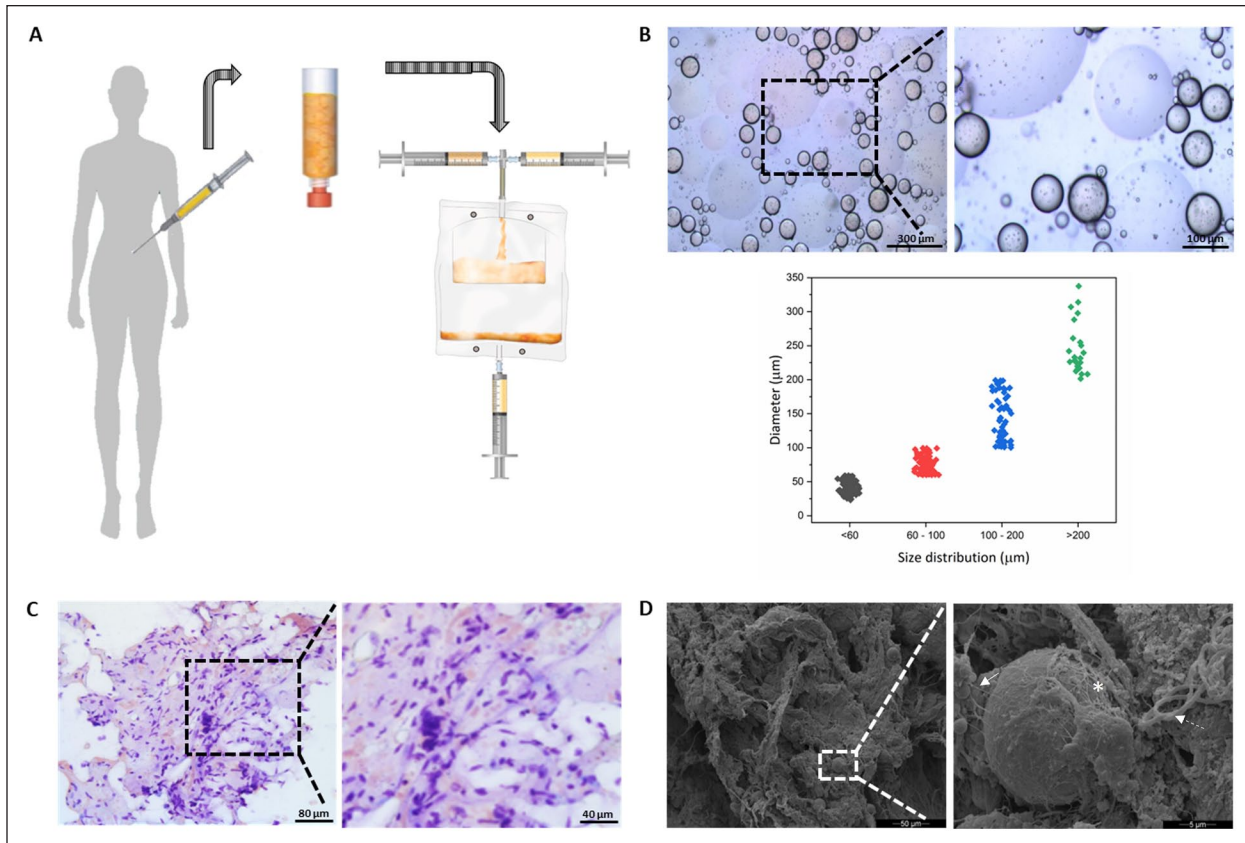 A
B
300 µm
100 µm
350
300
250
200
150
100
50
0
Diameter (µm)
<60
60 - 100
100 - 200
>200
Size distribution (µm)
C
80 µm
40 µm
D
*
50 µm
5 µm